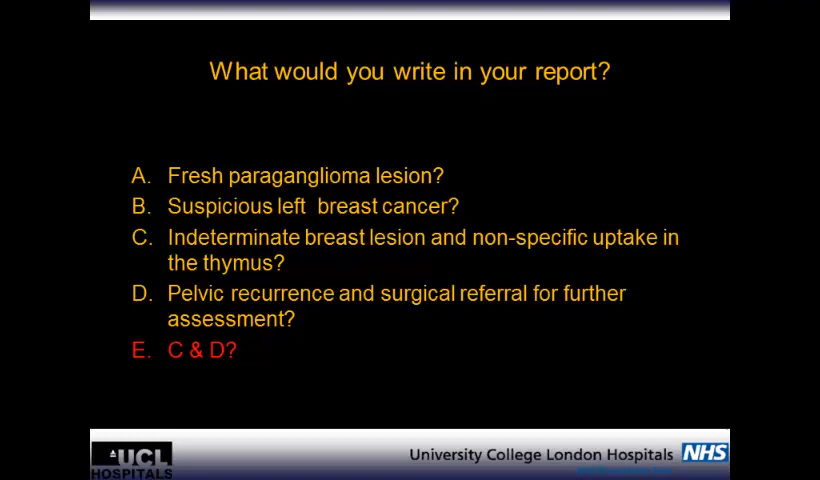 What would you write in your report?
A. Fresh paraganglioma lesion?
B. Suspicious left breast cancer?
C. Indeterminate breast lesion and non-specific uptake in
the thymus?
D. Pelvic recurrence and surgical referral for further
assessment?
E. C & D?
UCL
HOSPITALS
University College London Hospitals NHS